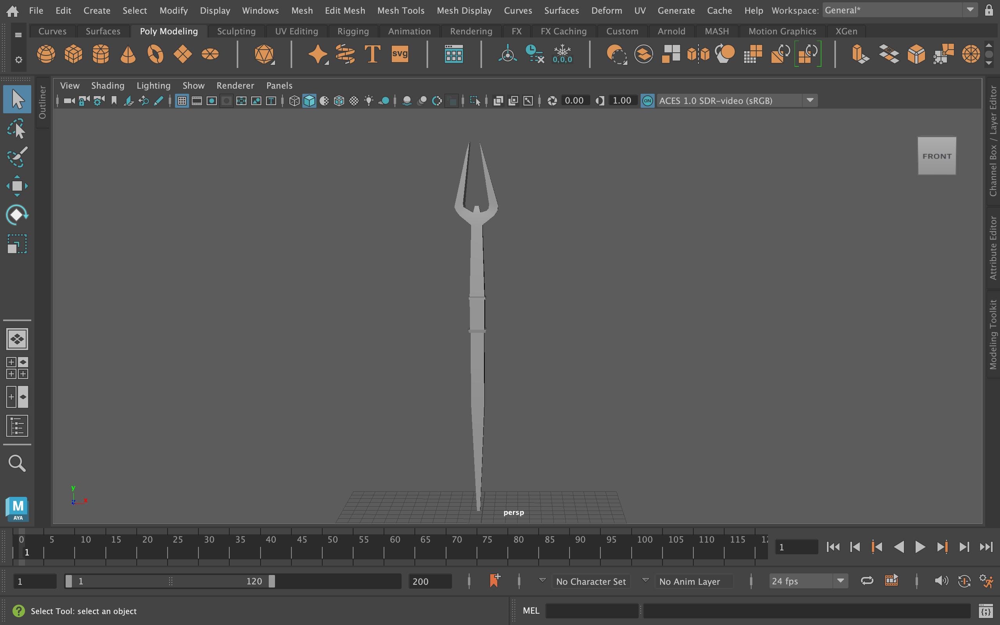 File Edit Create Select Modify Display Windows Mesh Edit Mesh Mesh Tools Mesh Display Curves Surfaces Deform UV Generate Cache Help Workspace: General*
Curves Surfaces Poly Modeling Sculpting UV Editing Rigging Animation Rendering FX FX Caching Custom Arnold MASH Motion Graphics XGen
T svg 0,0,0
View Shading Lighting Show Renderer Panels
T 0.00 1.00 ON ACES 1.0 SDR-video (sRGB)
Outliner
Channel Box / Layer Editor
Attribute Editor
Modeling Toolkit
FRONT
y
z x
persp
M
AYA
0 5 10 15 20 25 30 35 40 45 50 55 60 65 70 75 80 85 90 95 100 105 110 115
1
1
1 1 120 200 No Character Set No Anim Layer 24 fps
? Select Tool: select an object MEL {;}